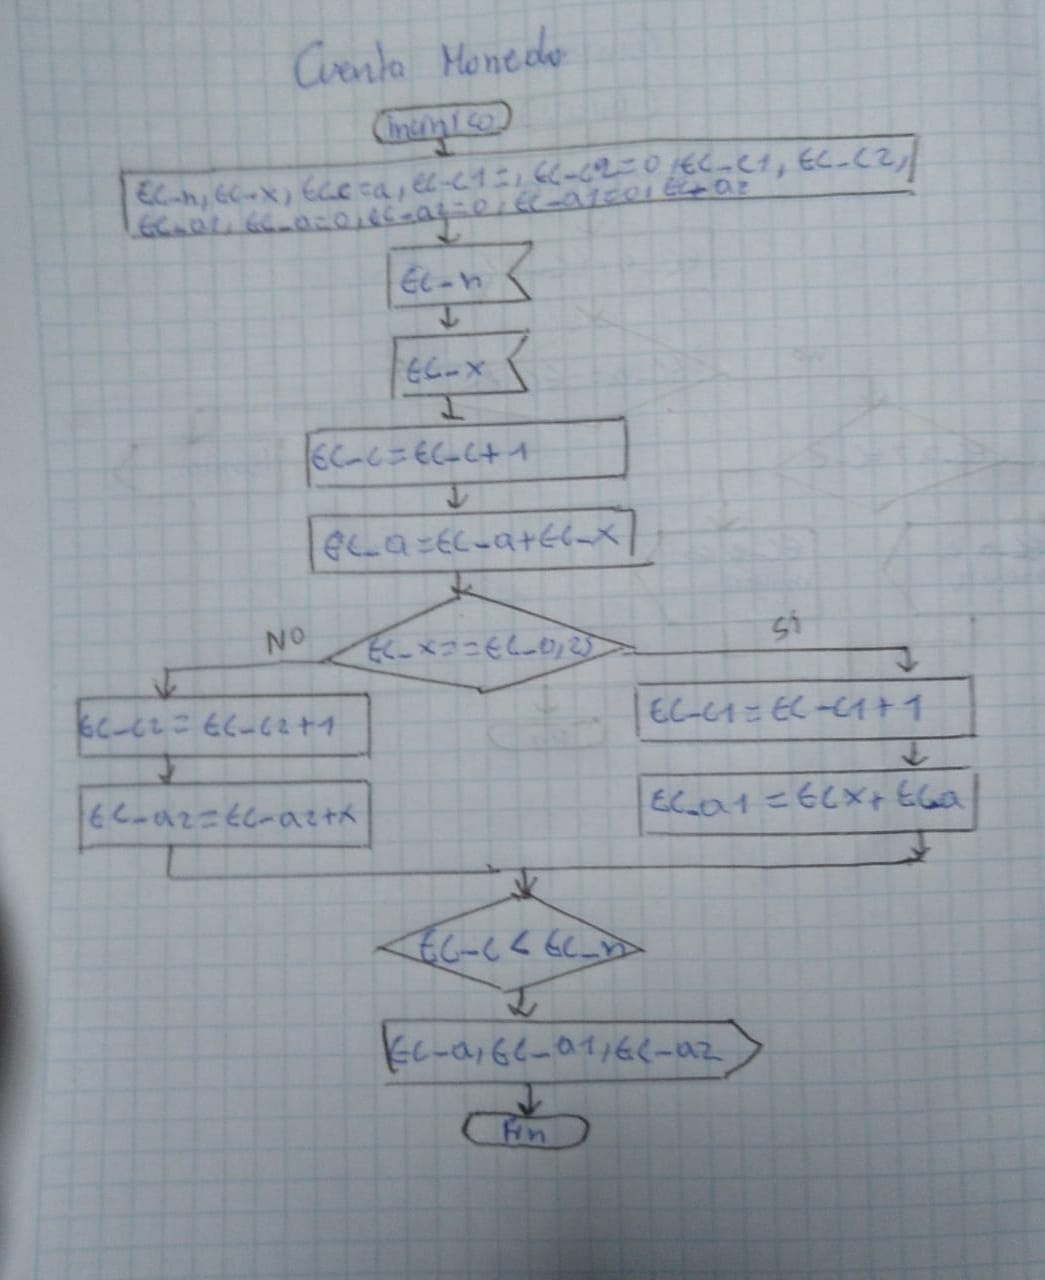 Cuenta Monedo
Inicio
EC-n, EC-x, ECc=a, EC-C1=, EC-C2=0, EC-C1, EC-C2,
EC-a2, EC-a=0, EC-a2=0, EC-a1=0, EC+a2
EC-n
EC-x
EC-C=EC-C+1
EC-a=EC-a+EC-X
EC-X==EC-0,25
NO
Si
EC-C2=EC-C2+1
EC-C1=EC-C1+1
EC-a2=EC-a2+x
EC-a1=ECX+ECa
EC-C<EC-n
EC-a, EC-a1, EC-a2
Fin